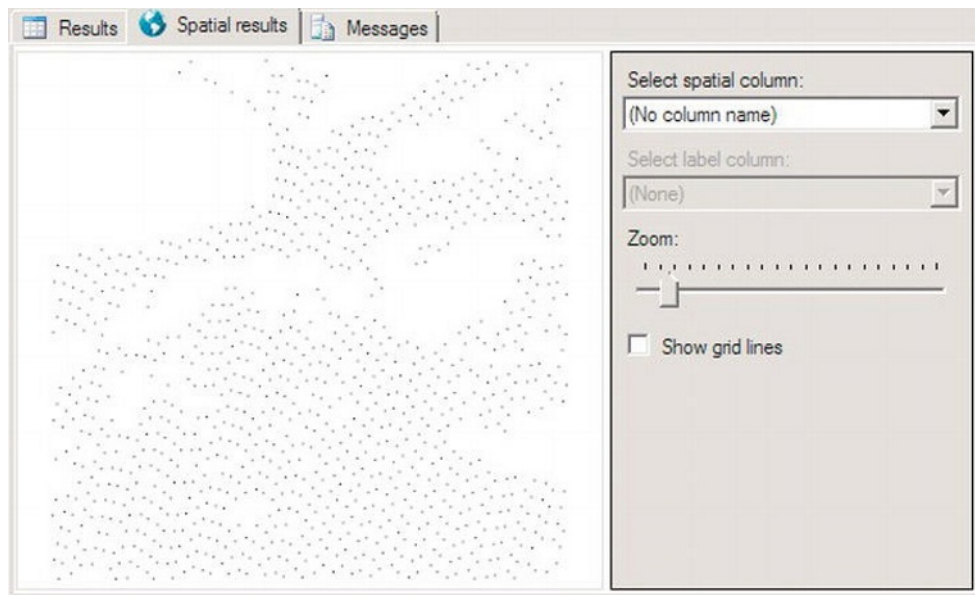 Results Spatial results Messages
Select spatial column:
(No column name)
Select label column:
(None)
Zoom:
Show grid lines